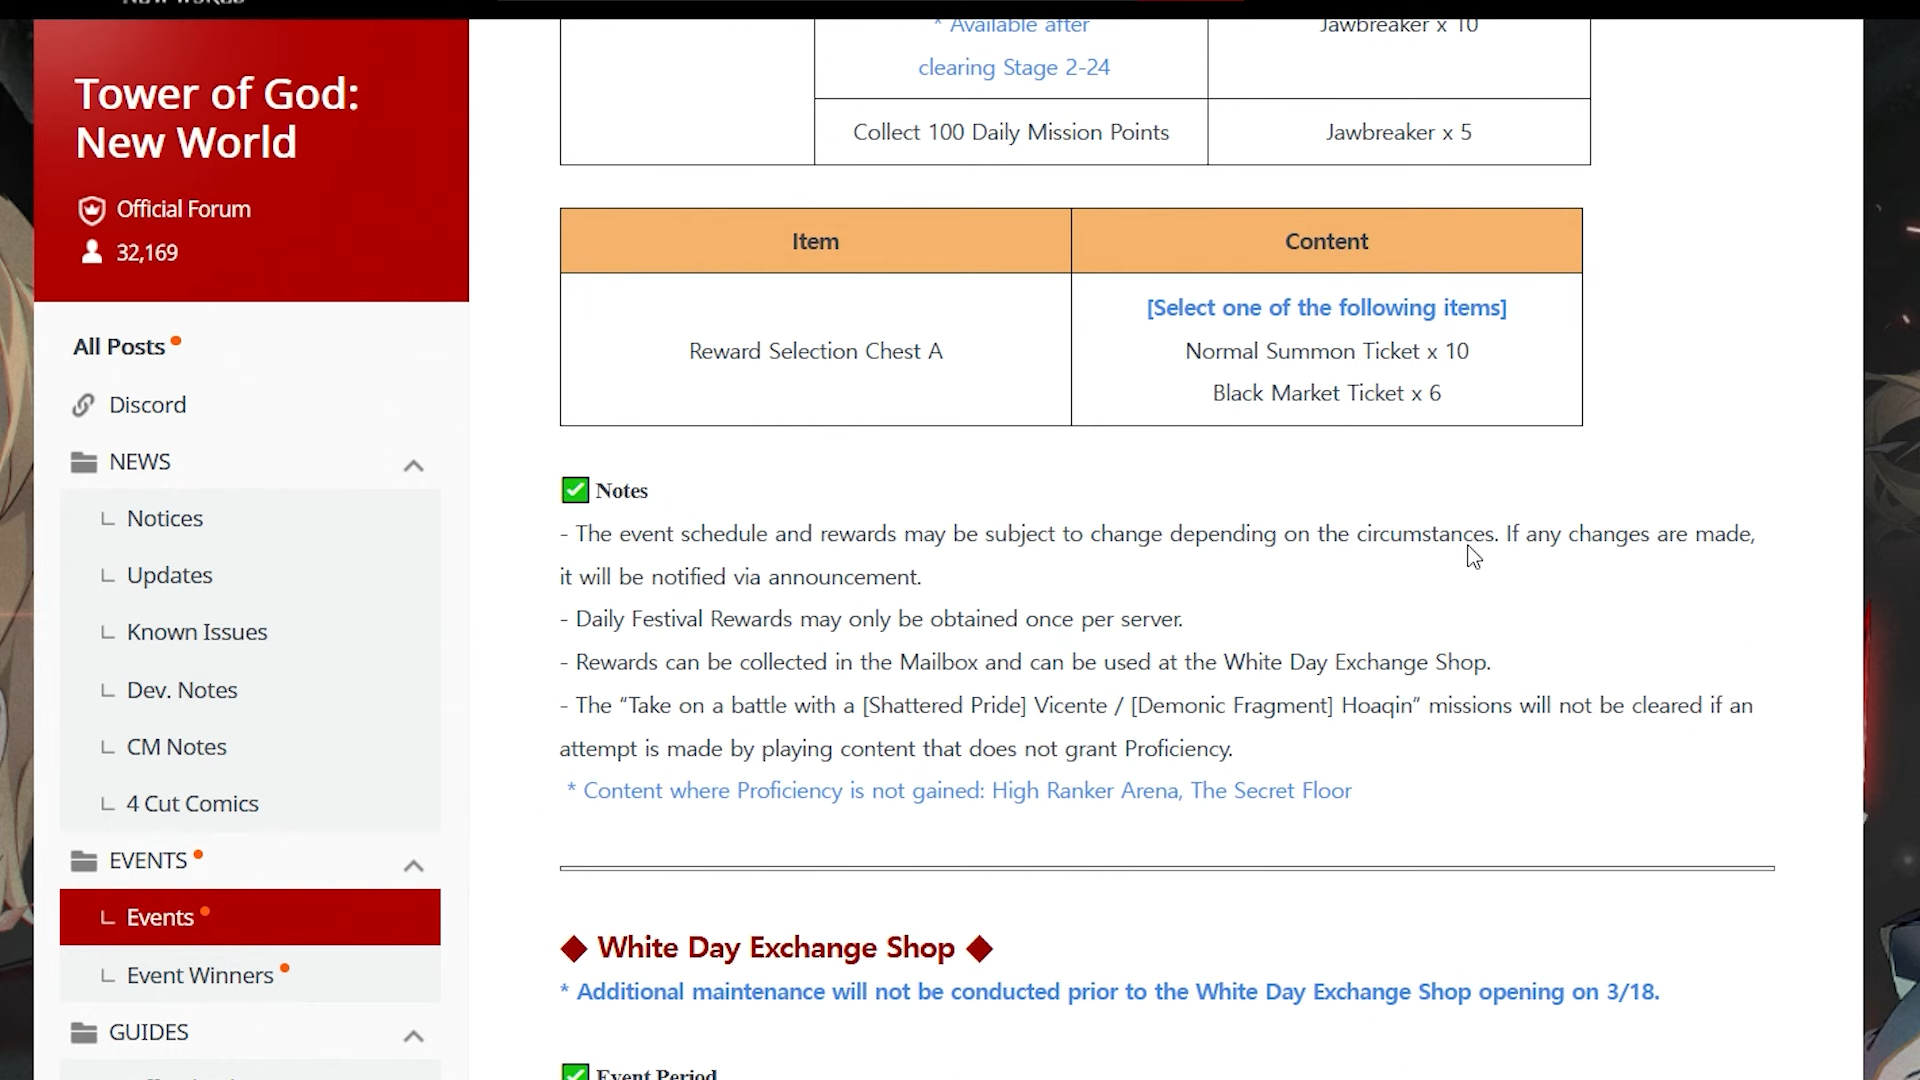 NEW WORLD
Tower of God:
New World
Official Forum
32,169
All Posts
Discord
NEWS
Notices
Updates
Known Issues
Dev. Notes
CM Notes
4 Cut Comics
EVENTS
Events
Event Winners
GUIDES
* Available after
clearing Stage 2-24
Jawbreaker x 10
Collect 100 Daily Mission Points
Jawbreaker x 5
Item
Content
Reward Selection Chest A
[Select one of the following items]
Normal Summon Ticket x 10
Black Market Ticket x 6
Notes
- The event schedule and rewards may be subject to change depending on the circumstances. If any changes are made,
it will be notified via announcement.
- Daily Festival Rewards may only be obtained once per server.
- Rewards can be collected in the Mailbox and can be used at the White Day Exchange Shop.
- The “Take on a battle with a [Shattered Pride] Vicente / [Demonic Fragment] Hoaqin” missions will not be cleared if an
attempt is made by playing content that does not grant Proficiency.
* Content where Proficiency is not gained: High Ranker Arena, The Secret Floor
◆ White Day Exchange Shop ◆
* Additional maintenance will not be conducted prior to the White Day Exchange Shop opening on 3/18.
Event Period